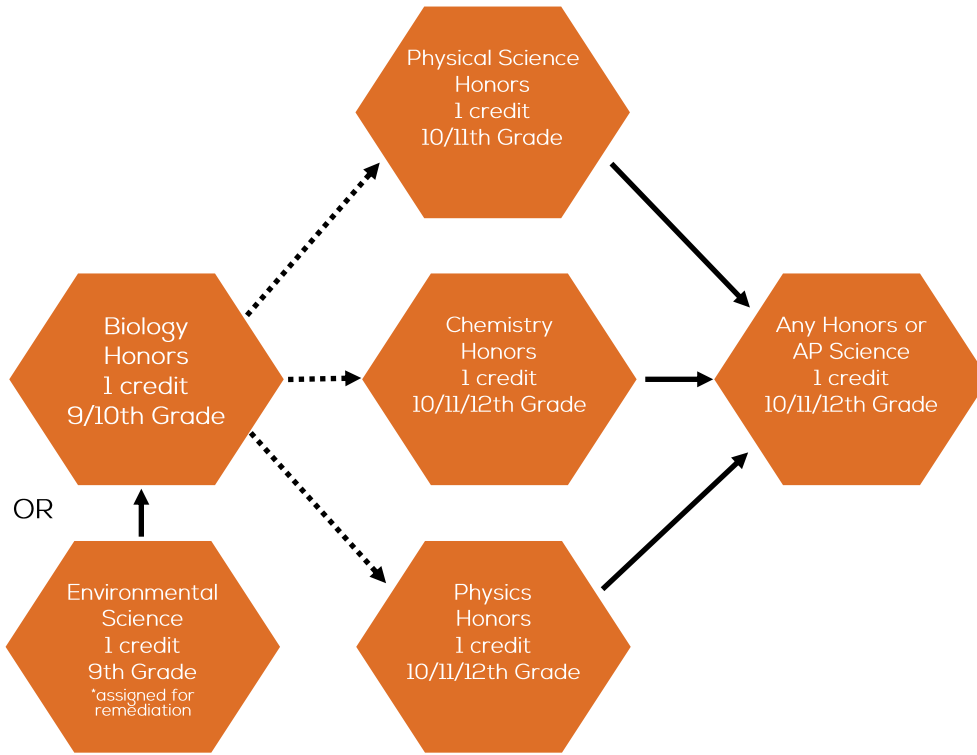 Physical Science
Honors
1 credit
10/11th Grade
Biology
Honors
1 credit
9/10th Grade
Chemistry
Honors
1 credit
10/11/12th Grade
Any Honors or
AP Science
1 credit
10/11/12th Grade
OR
Environmental
Science
1 credit
9th Grade
*assigned for
remediation
Physics
Honors
1 credit
10/11/12th Grade